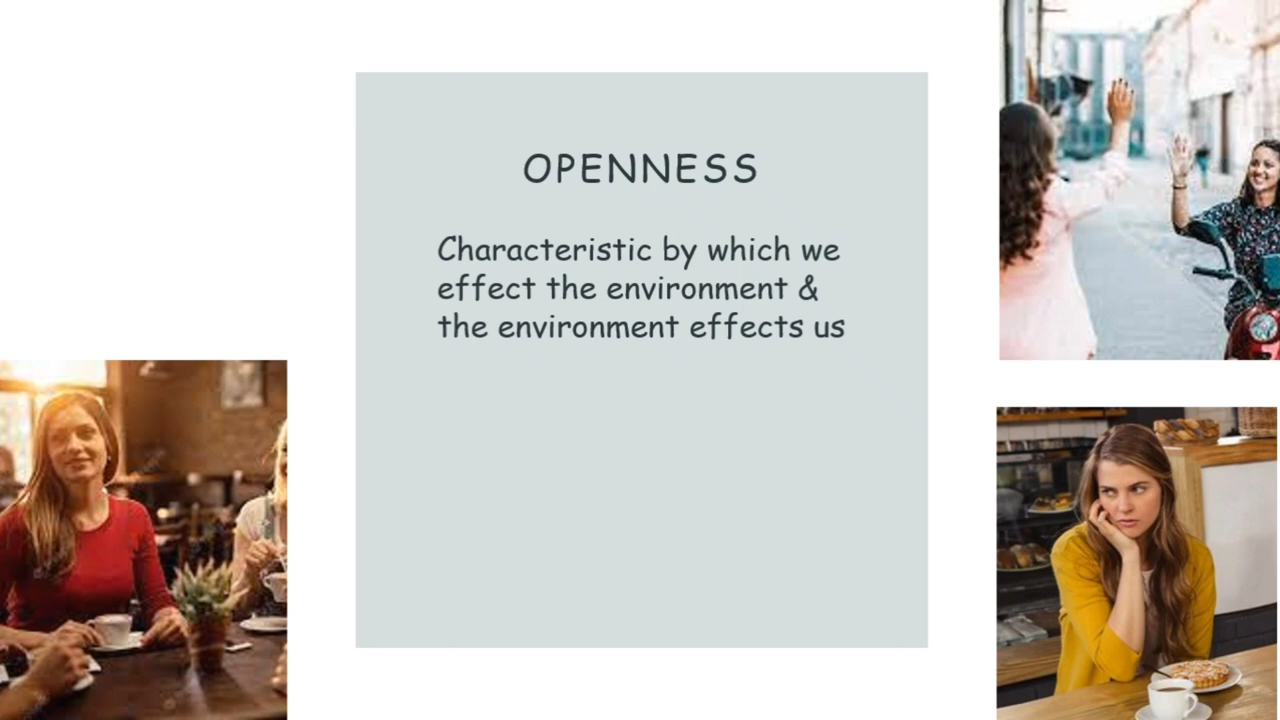 OPENNESS
Characteristic by which we
effect the environment &
the environment effects us